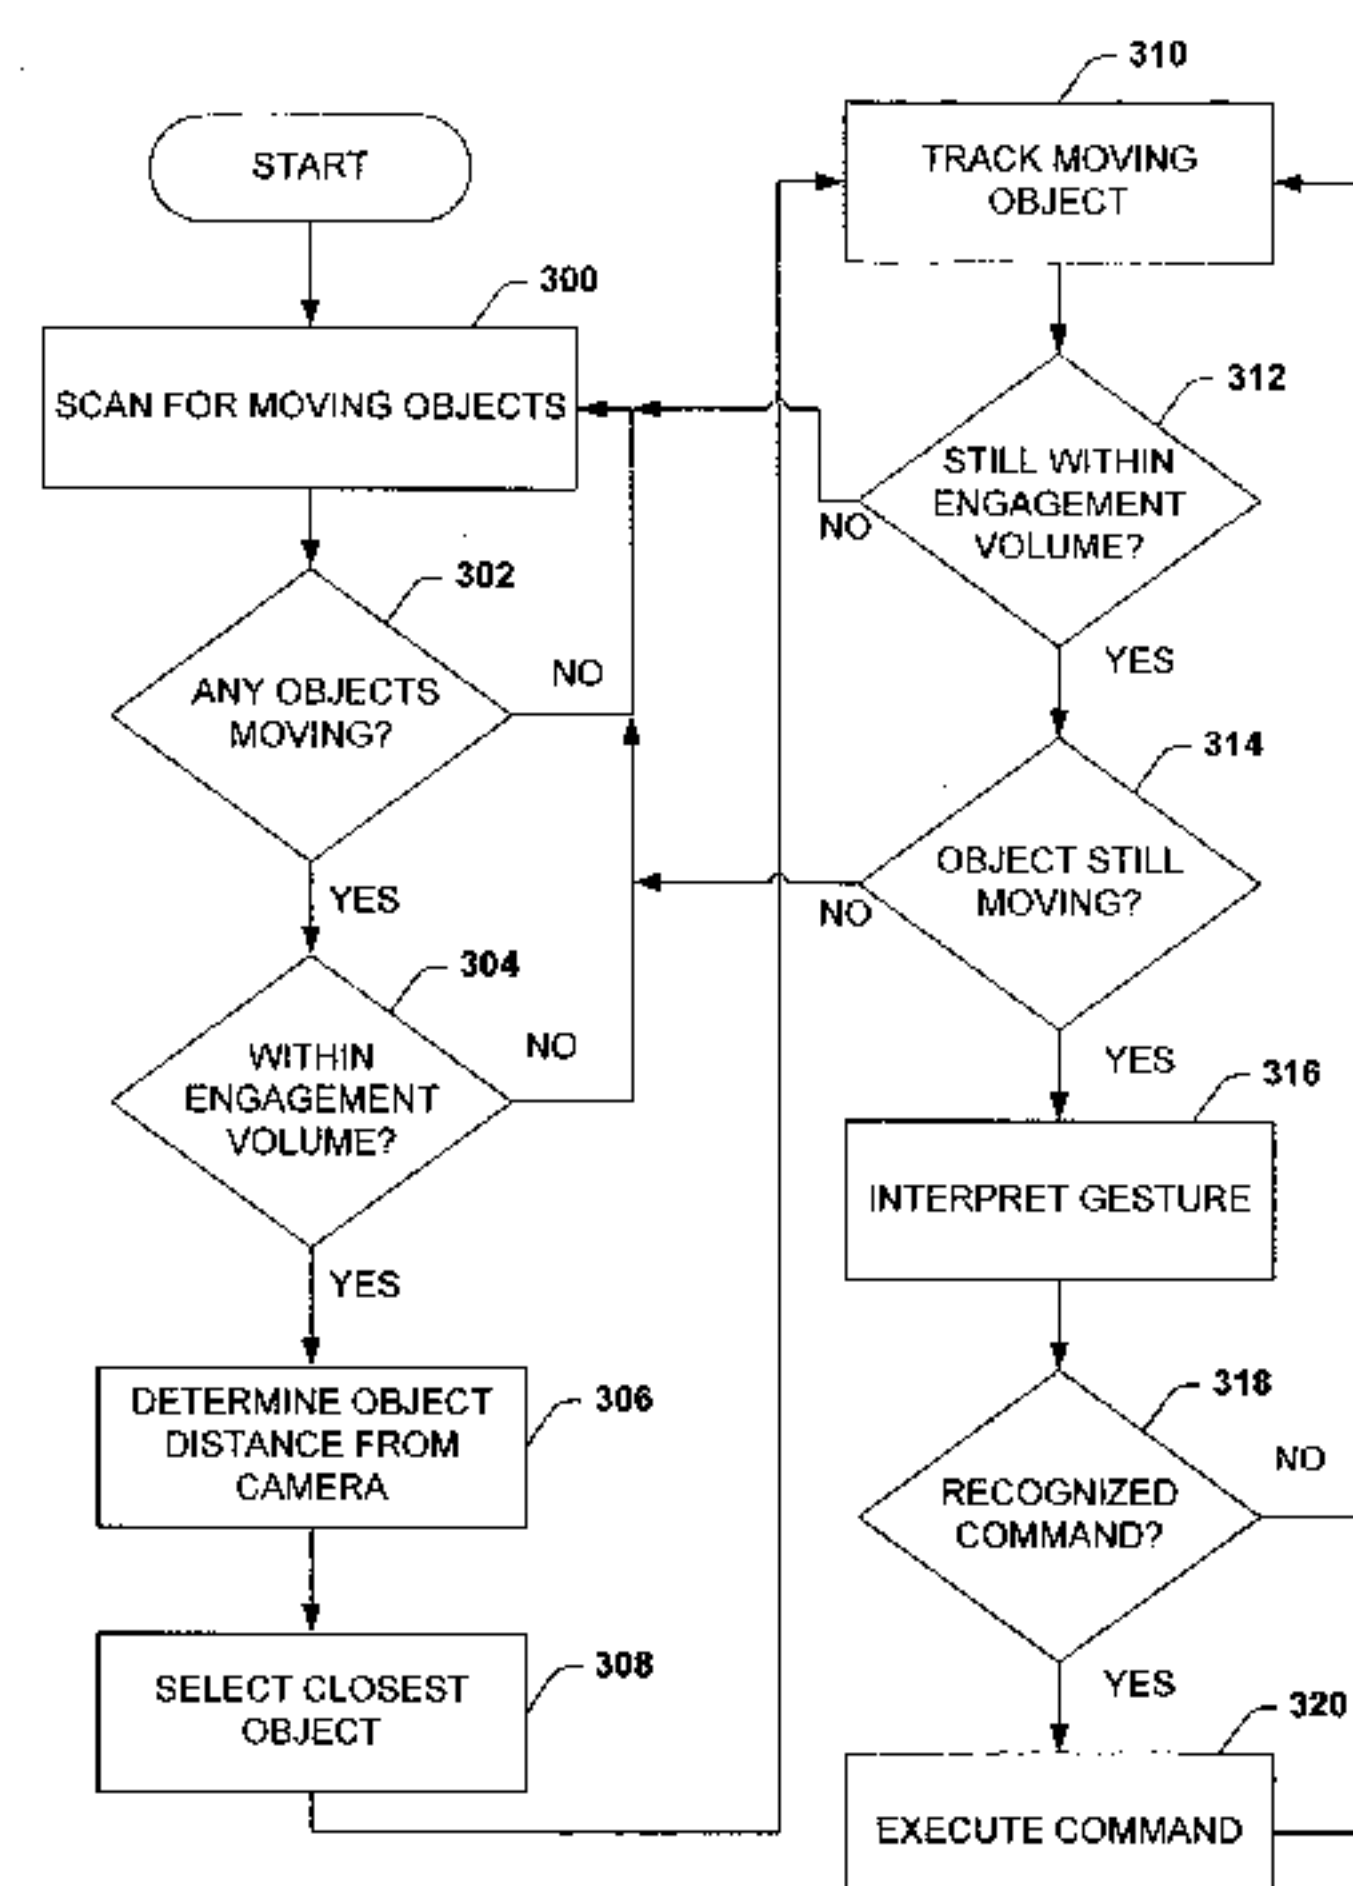 START
300
SCAN FOR MOVING OBJECTS
302
ANY OBJECTS
MOVING?
NO
YES
304
WITHIN
ENGAGEMENT
VOLUME?
NO
YES
306
DETERMINE OBJECT
DISTANCE FROM
CAMERA
308
SELECT CLOSEST
OBJECT
310
TRACK MOVING
OBJECT
312
STILL WITHIN
ENGAGEMENT
VOLUME?
NO
YES
314
OBJECT STILL
MOVING?
NO
YES
316
INTERPRET GESTURE
318
RECOGNIZED
COMMAND?
NO
YES
320
EXECUTE COMMAND